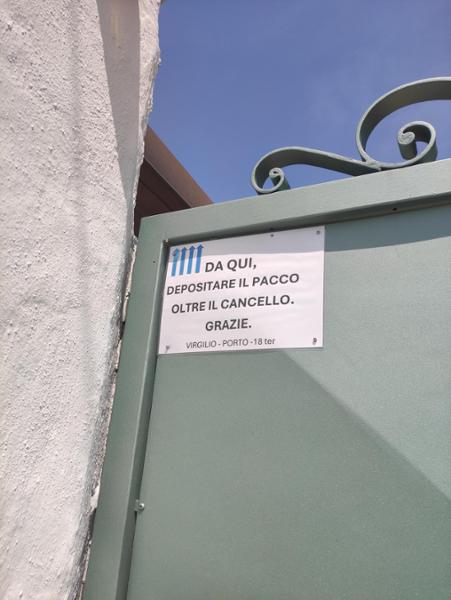 DA QUI,
DEPOSITARE IL PACCO
OLTRE IL CANCELLO.
GRAZIE.
VIRGILIO - PORTO -18 ter